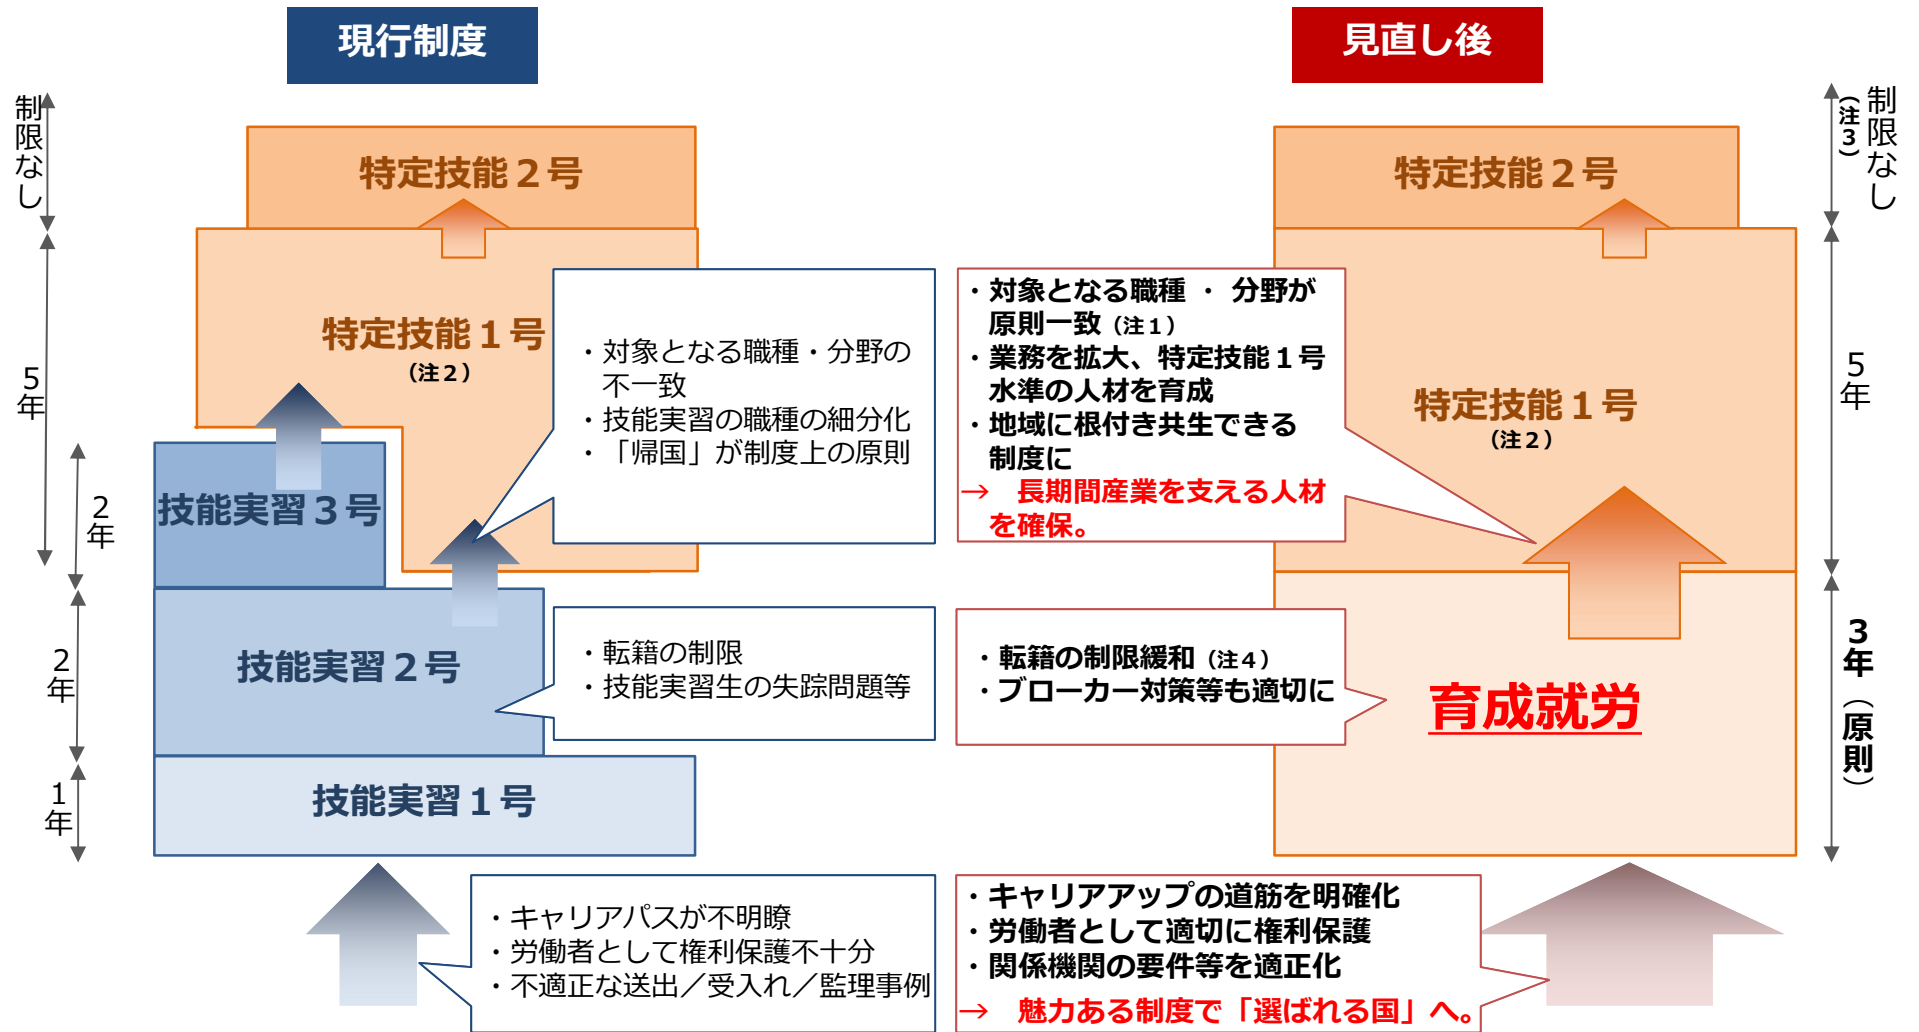 現行制度
制限なし
5年
2年
2年
1年
特定技能２号
特定技能１号
（注２）
技能実習３号
技能実習２号
技能実習１号
・対象となる職種・分野の
不一致
・技能実習の職種の細分化
・「帰国」が制度上の原則
・転籍の制限
・技能実習生の失踪問題等
・キャリアパスが不明瞭
・労働者として権利保護不十分
・不適正な送出／受入れ／監理事例
見直し後
・対象となる職種 ・ 分野が
原則一致（注１）
・業務を拡大、特定技能１号
水準の人材を育成
・地域に根付き共生できる
制度に
→　長期間産業を支える人材
を確保。
・転籍の制限緩和（注４）
・ブローカー対策等も適切に
・キャリアアップの道筋を明確化
・労働者として適切に権利保護
・関係機関の要件等を適正化
→　魅力ある制度で「選ばれる国」へ。
特定技能２号
特定技能１号
（注２）
育成就労
制限なし
（注３）
5年
3年（原則）